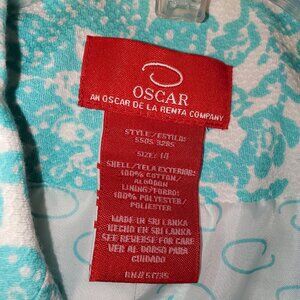 OSCAR
AN OSCAR DE LA RENTA COMPANY
STYLE/ESTILO:
SIZE/
SHELL/TELA EXTERIOR:
100% COTTON/
ALGODON
LINING/FORRO:
100% POLYESTER/
POLIESTER
MADE IN SRI LANKA
HECHO EN SRI LANKA
SEE REVERSE FOR CARE
VER AL DORSO PARA
CUIDADO